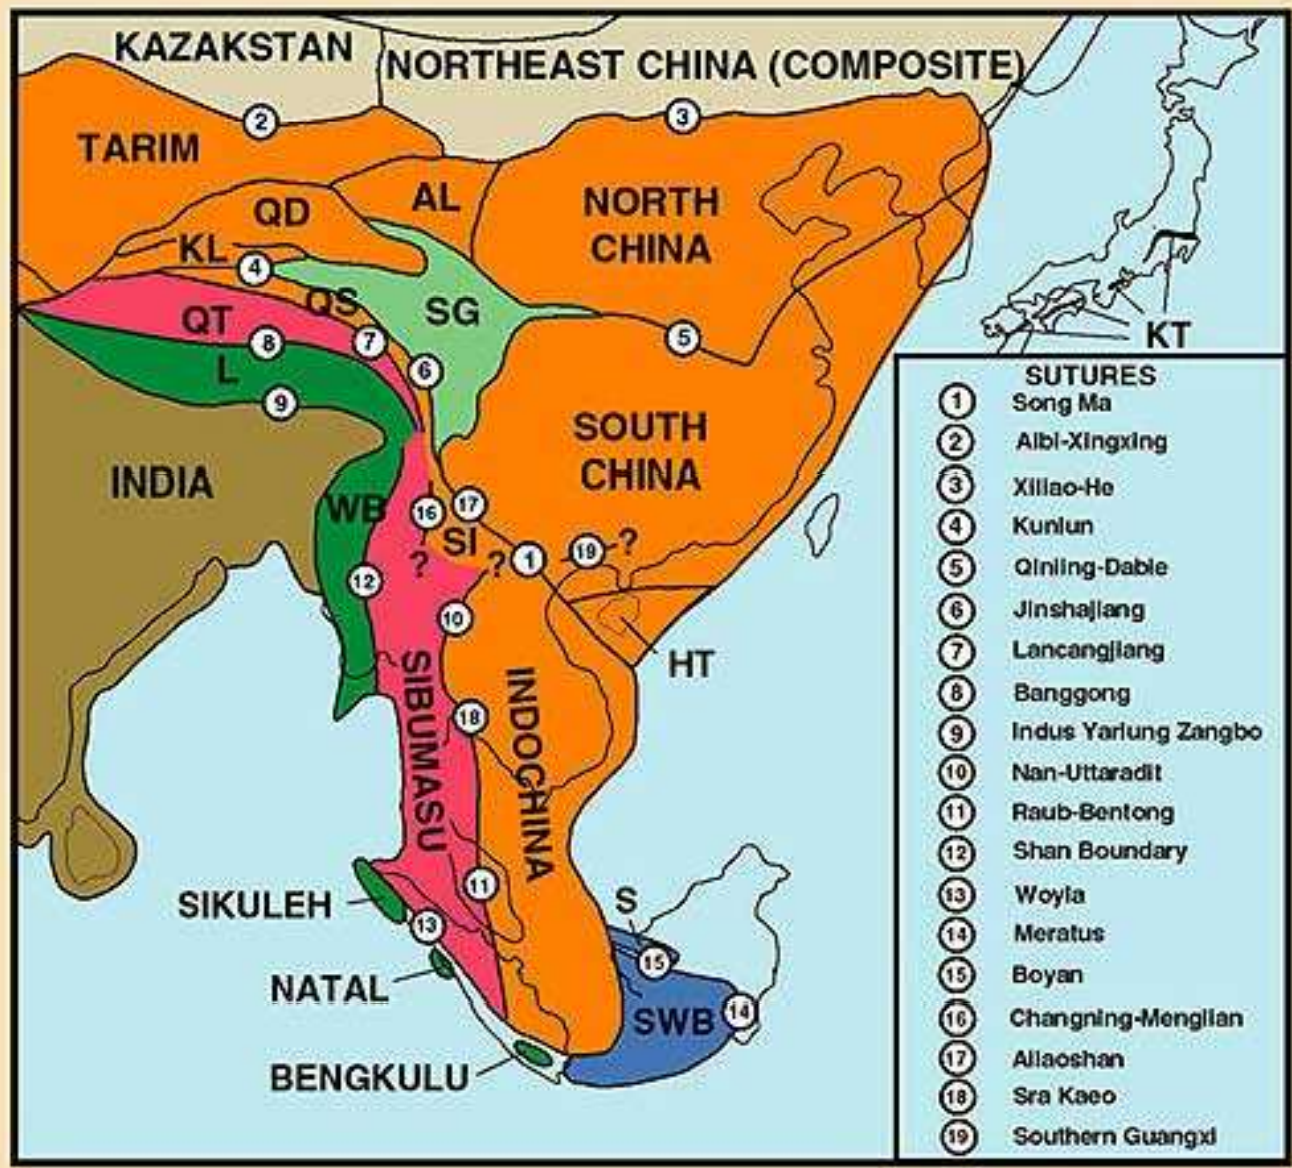 KAZAKSTAN
NORTHEAST CHINA (COMPOSITE)
2
3
TARIM
AL
QD
NORTH
CHINA
KL
4
QS
SG
QT
7
5
KT
8
L
6
9
SOUTH
CHINA
INDIA
WB
16
17
SI
19
?
?
?
1
12
10
HT
SIBUMASU
INDOCHINA
18
11
SIKULEH
S
13
15
NATAL
SWB
14
BENGKULU
SUTURES
1 Song Ma
2 Aibi-Xingxing
3 Xiliao-He
4 Kunlun
5 Qinling-Dabie
6 Jinshajiang
7 Lancangjiang
8 Banggong
9 Indus Yarlung Zangbo
10 Nan-Uttaradit
11 Raub-Bentong
12 Shan Boundary
13 Woyla
14 Meratus
15 Boyan
16 Changning-Menglian
17 Ailaoshan
18 Sra Kaeo
19 Southern Guangxi